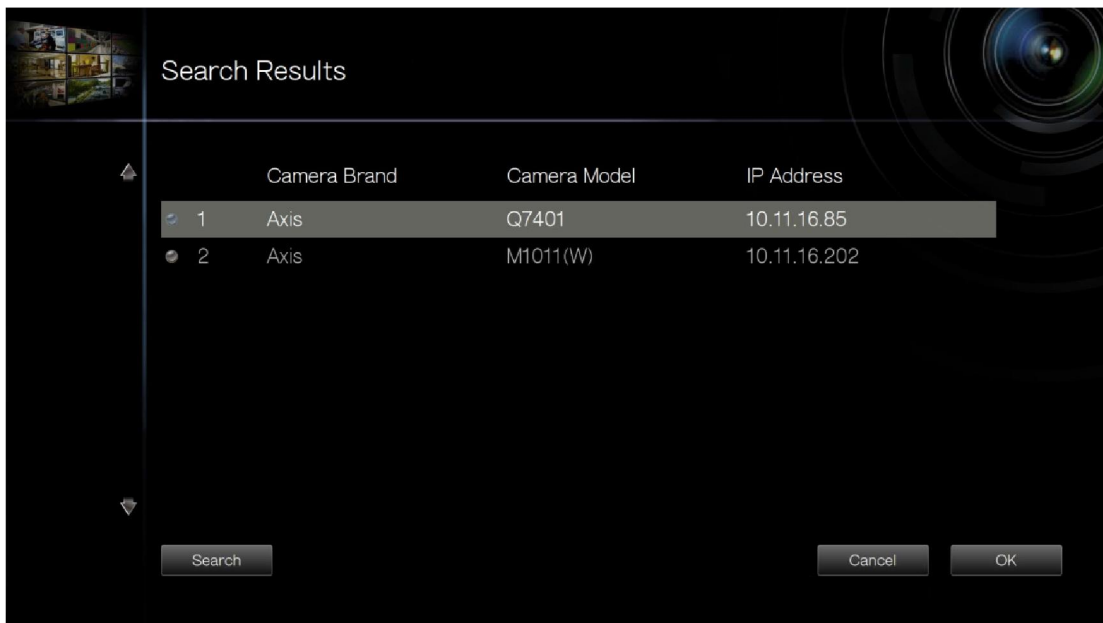 Search Results
Camera Brand Camera Model IP Address
1 Axis Q7401 10.11.16.85
2 Axis M1011(W) 10.11.16.202
Search Cancel OK